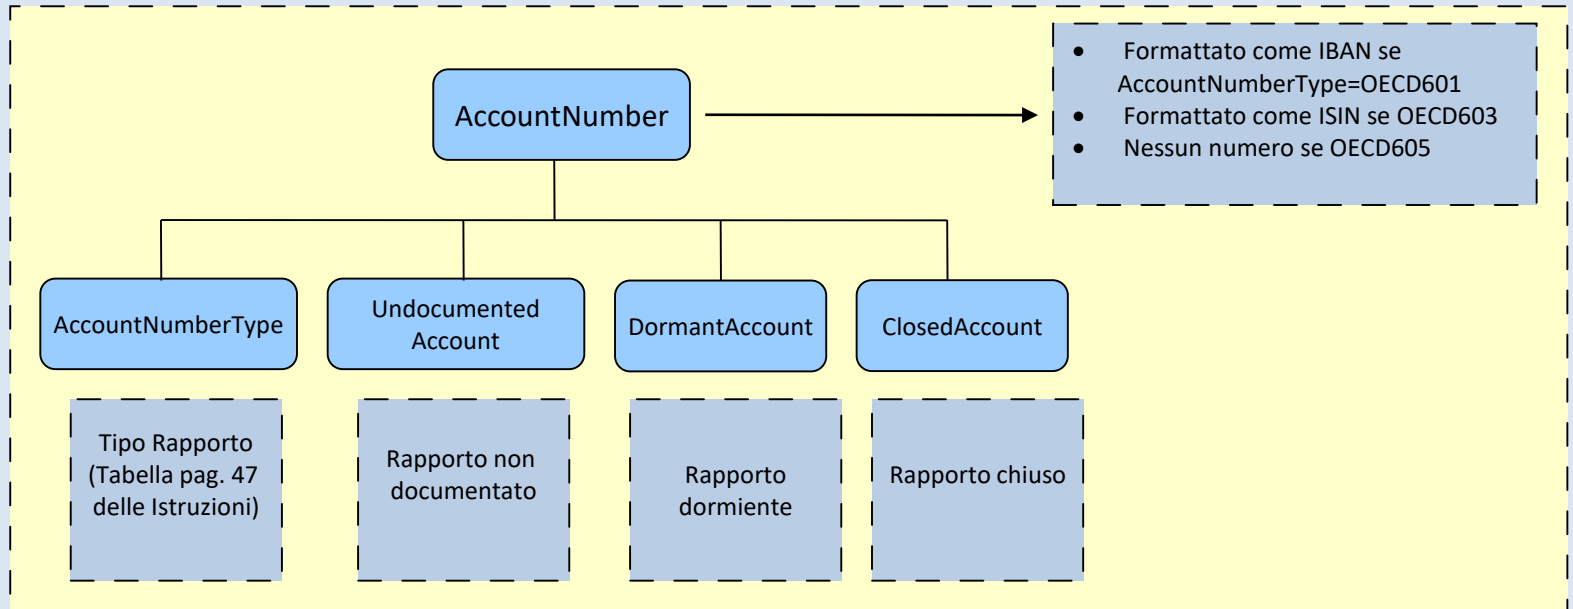 AccountNumber
• Formattato come IBAN se
AccountNumberType=OECD601
• Formattato come ISIN se OECD603
• Nessun numero se OECD605
AccountNumberType
Undocumented
Account
DormantAccount
ClosedAccount
Tipo Rapporto
(Tabella pag. 47
delle Istruzioni)
Rapporto non
documentato
Rapporto
dormiente
Rapporto chiuso